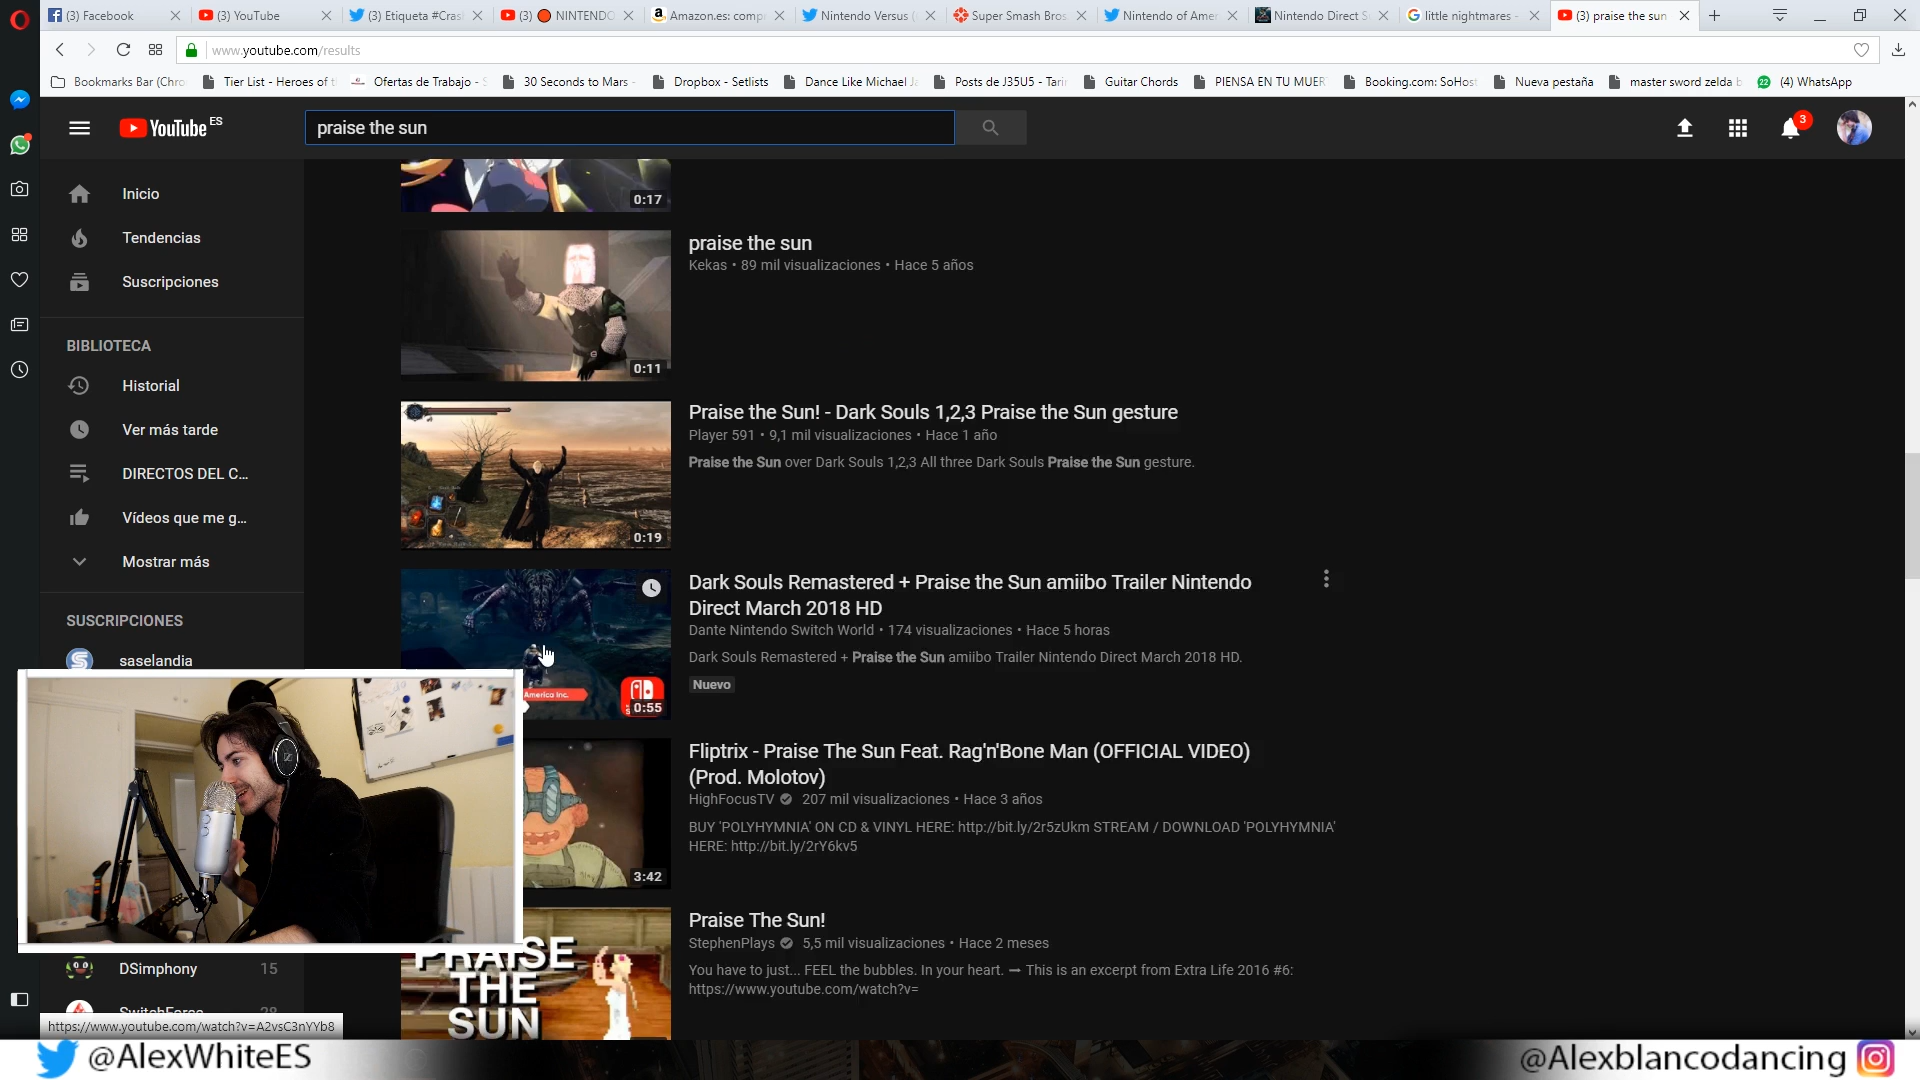 (3) Facebook
(3) YouTube
(3) Etiqueta #Cras
(3) NINTENDO
Amazon.es: comp
Nintendo Versus (
Super Smash Bros
Nintendo of Amer
Nintendo Direct S
little nightmares -
(3) praise the sun
www.youtube.com/results
Bookmarks Bar (Chro
Tier List - Heroes of t
Ofertas de Trabajo - S
30 Seconds to Mars -
Dropbox - Setlists
Dance Like Michael Ja
Posts de J35U5 - Tarin
Guitar Chords
PIENSA EN TU MUER
Booking.com: SoHost
Nueva pestaña
master sword zelda b
22
(4) WhatsApp
YouTube ES
praise the sun
3
Inicio
Tendencias
Suscripciones
BIBLIOTECA
Historial
Ver más tarde
DIRECTOS DEL C...
Vídeos que me g...
Mostrar más
SUSCRIPCIONES
saselandia
DSimphony 15
SwitchForce 28
0:17
praise the sun
Kekas • 89 mil visualizaciones • Hace 5 años
0:11
Praise the Sun! - Dark Souls 1,2,3 Praise the Sun gesture
Player 591 • 9,1 mil visualizaciones • Hace 1 año
Praise the Sun over Dark Souls 1,2,3 All three Dark Souls Praise the Sun gesture.
0:19
Dark Souls Remastered + Praise the Sun amiibo Trailer Nintendo
Direct March 2018 HD
Dante Nintendo Switch World • 174 visualizaciones • Hace 5 horas
Dark Souls Remastered + Praise the Sun amiibo Trailer Nintendo Direct March 2018 HD.
Nuevo
America Inc.
0:55
Fliptrix - Praise The Sun Feat. Rag'n'Bone Man (OFFICIAL VIDEO)
(Prod. Molotov)
HighFocusTV 207 mil visualizaciones • Hace 3 años
BUY 'POLYHYMNIA' ON CD & VINYL HERE: http://bit.ly/2r5zUkm STREAM / DOWNLOAD 'POLYHYMNIA'
HERE: http://bit.ly/2rY6kv5
3:42
Praise The Sun!
StephenPlays 5,5 mil visualizaciones • Hace 2 meses
You have to just... FEEL the bubbles. In your heart. ➞ This is an excerpt from Extra Life 2016 #6:
https://www.youtube.com/watch?v=
PRAISE
THE
SUN
https://www.youtube.com/watch?v=A2vsC3nYYb8
@AlexWhiteES
@Alexblancodancing